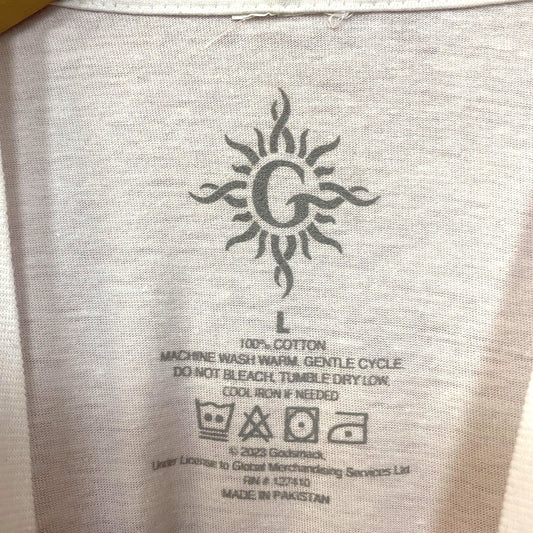 G
L
100% COTTON
MACHINE WASH WARM, GENTLE CYCLE.
DO NOT BLEACH, TUMBLE DRY LOW,
COOL IRON IF NEEDED
© 2023 Godsmack,
Under License to Global Merchandising Services Ltd
RN # 127410
MADE IN PAKISTAN